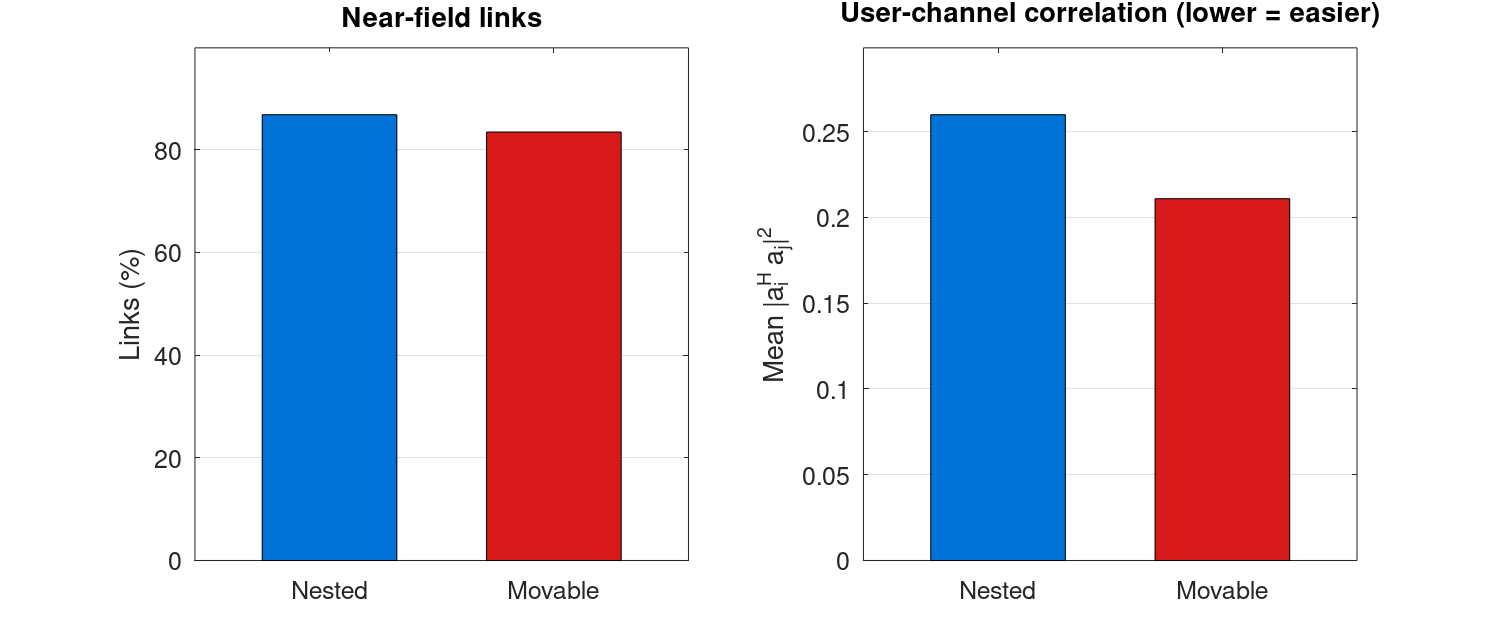 Near-field links
Links (%)
80
60
40
20
0
Nested Movable
User-channel correlation (lower = easier)
Mean |a_i^H a_j|^2
0.25
0.2
0.15
0.1
0.05
0
Nested Movable